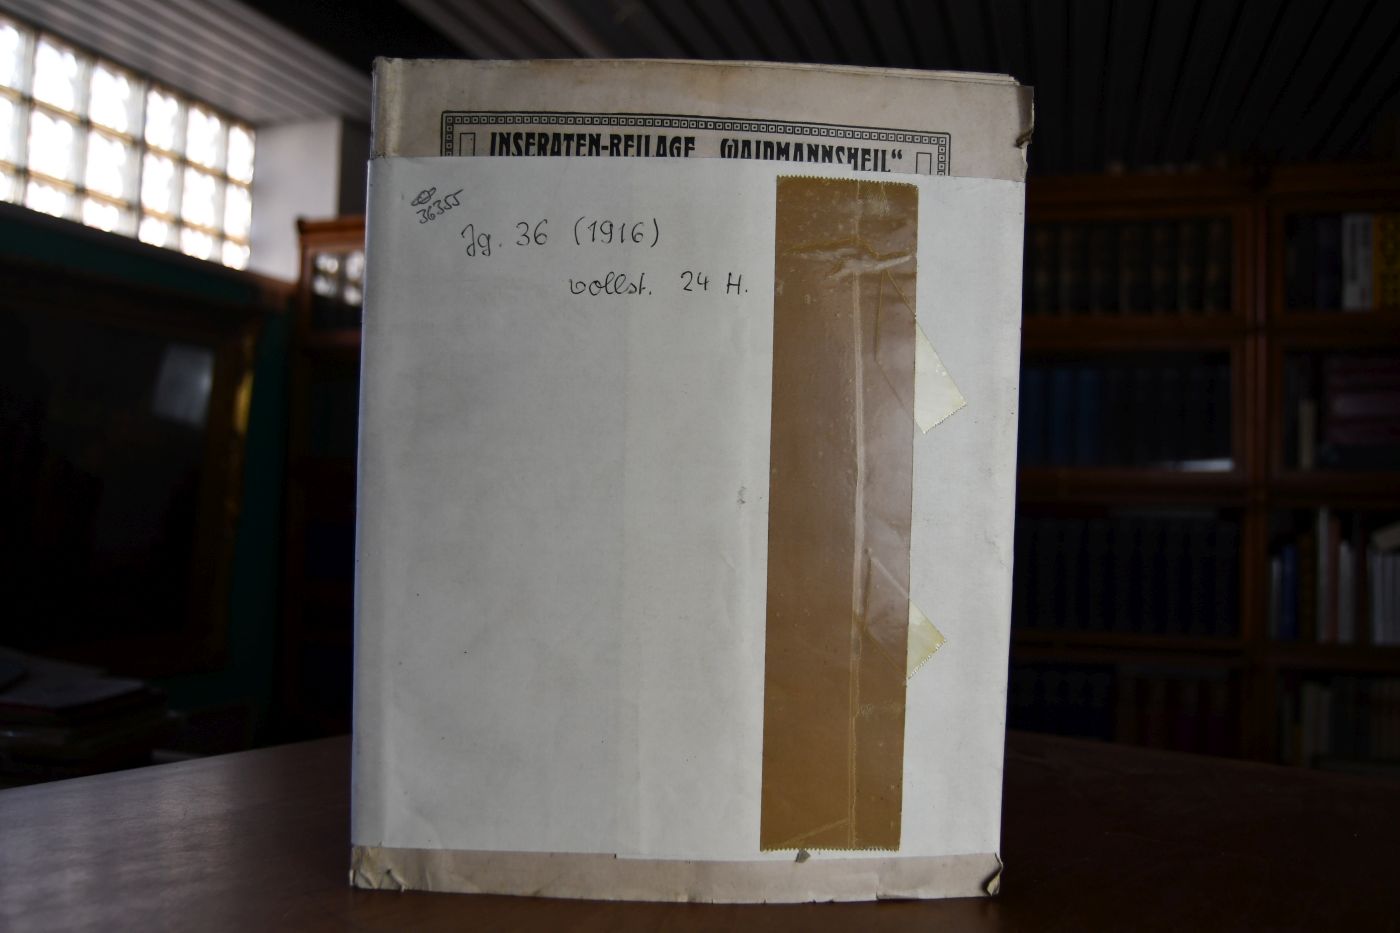 INSERATEN-BEILAGE „WAIDMANNSHEIL“
36355
Jg. 36 (1916)
vollst. 24 H.